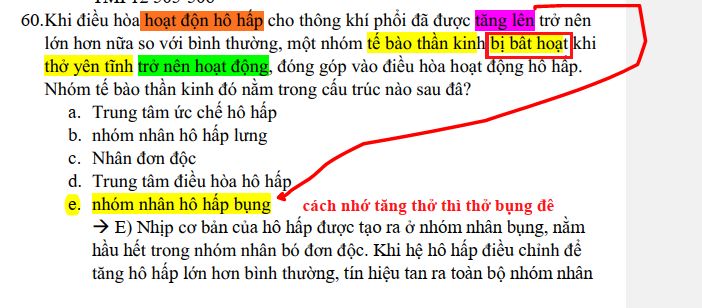 60.Khi điều hòa hoạt độn hô hấp cho thông khí phổi đã được tăng lên trở nên
lớn hơn nữa so với bình thường, một nhóm tế bào thần kinh bị bât hoạt khi
thở yên tĩnh trở nên hoạt động, đóng góp vào điều hòa hoạt động hô hấp.
Nhóm tế bào thần kinh đó nằm trong cấu trúc nào sau đâ?
a. Trung tâm ức chế hô hấp
b. nhóm nhân hô hấp lưng
c. Nhân đơn độc
d. Trung tâm điều hòa hô hấp
e. nhóm nhân hô hấp bụng cách nhớ tăng thở thì thở bụng đê
→ E) Nhịp cơ bản của hô hấp được tạo ra ở nhóm nhân bụng, nằm
hầu hết trong nhóm nhân bó đơn độc. Khi hệ hô hấp điều chỉnh để
tăng hô hấp lớn hơn bình thường, tín hiệu tan ra toàn bộ nhóm nhân